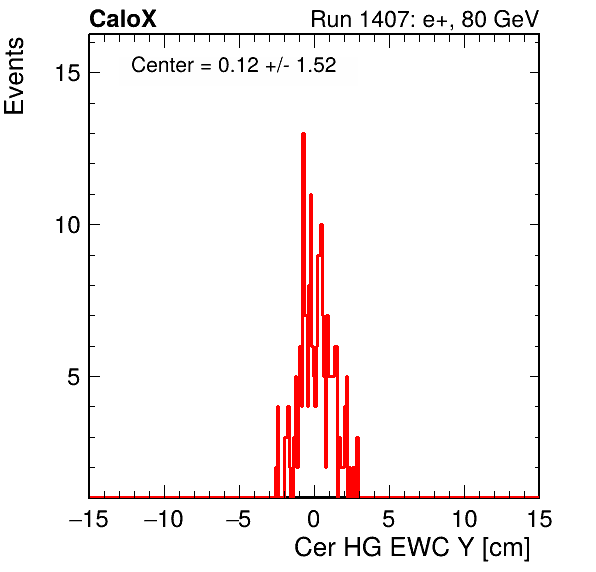 CaloX Run 1407: e+, 80 GeV
Events
Center = 0.12 +/- 1.52
15
10
5
−15 −10 −5 0 5 10 15
Cer HG EWC Y [cm]